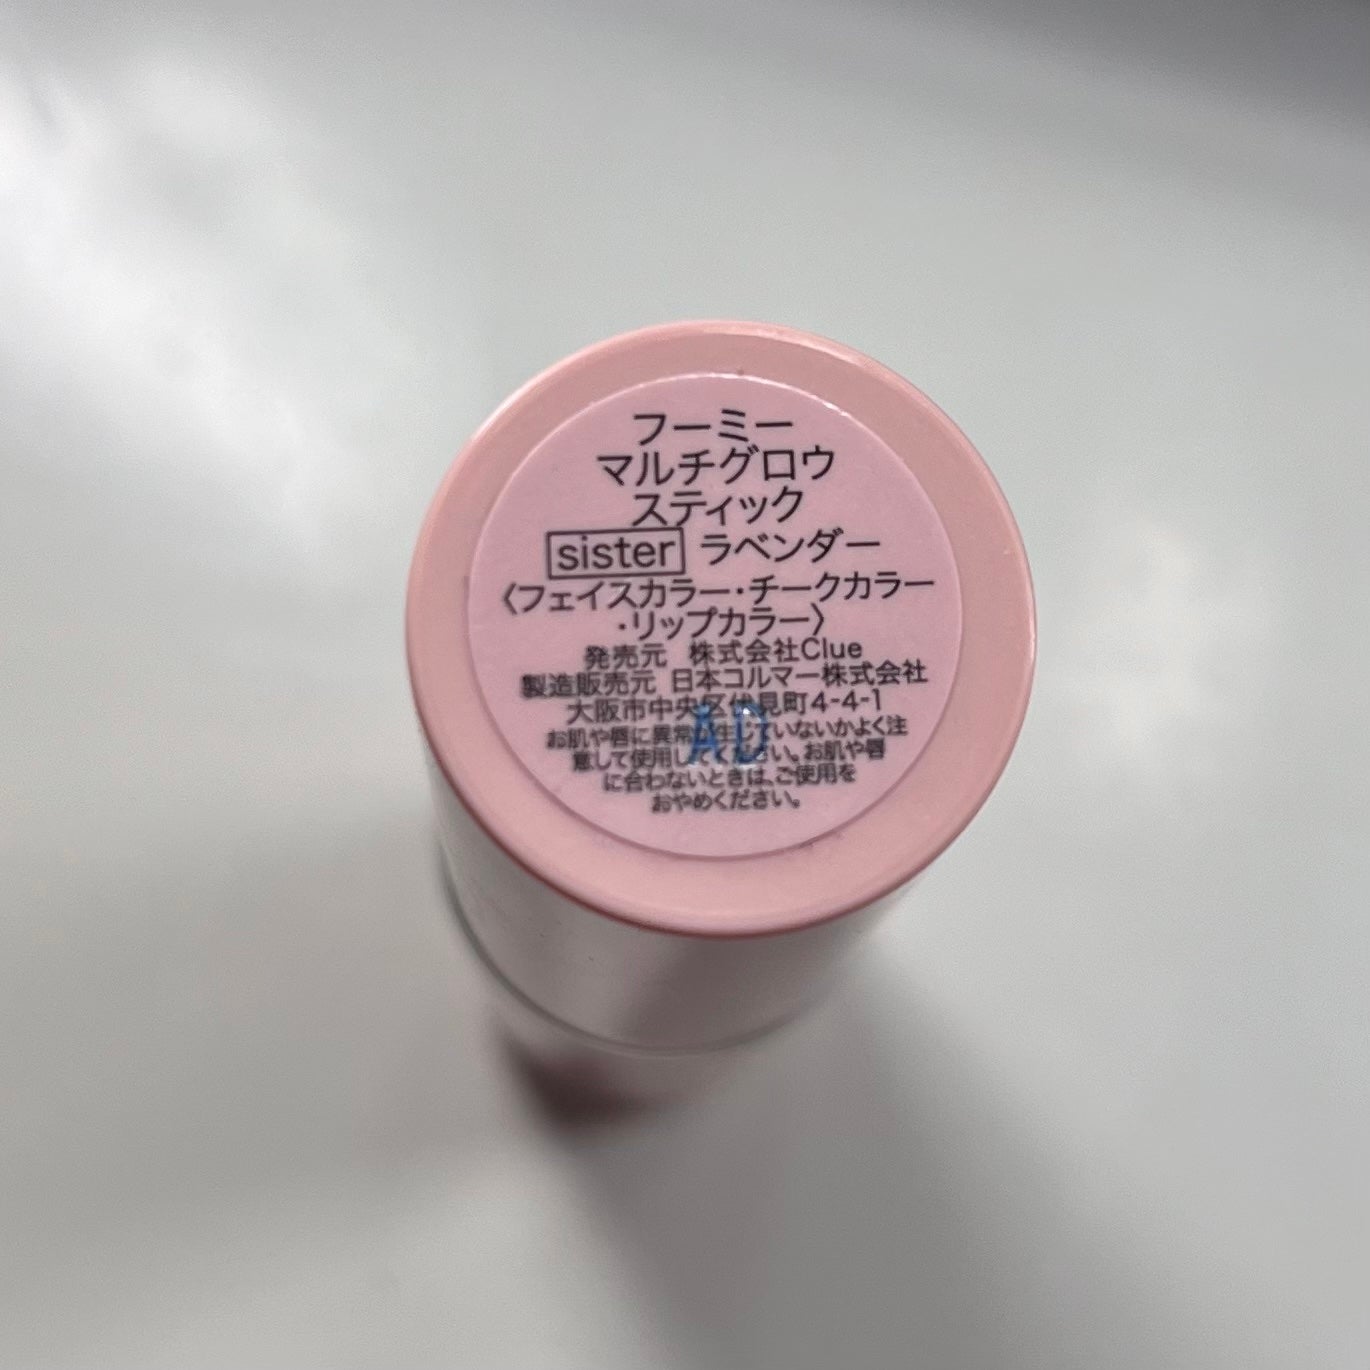 フーミー
マルチグロウ
スティック
sister ラベンダー
〈フェイスカラー・チークカラー
・リップカラー〉
発売元 株式会社Clue
製造販売元 日本コルマー株式会社
大阪市中央区伏見町4-4-1
お肌や唇に異常が生じていないかよく注
意して使用してください。お肌や唇
に合わないときは、ご使用を
おやめください。
AD